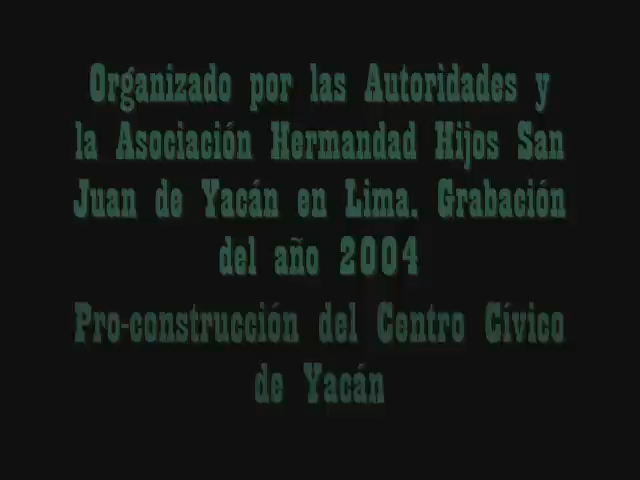 Organizado por las Autoridades y
la Asociación Hermandad Hijos San
Juan de Yacán en Lima. Grabación
del año 2004
Pro-construcción del Centro Cívico
de Yacán